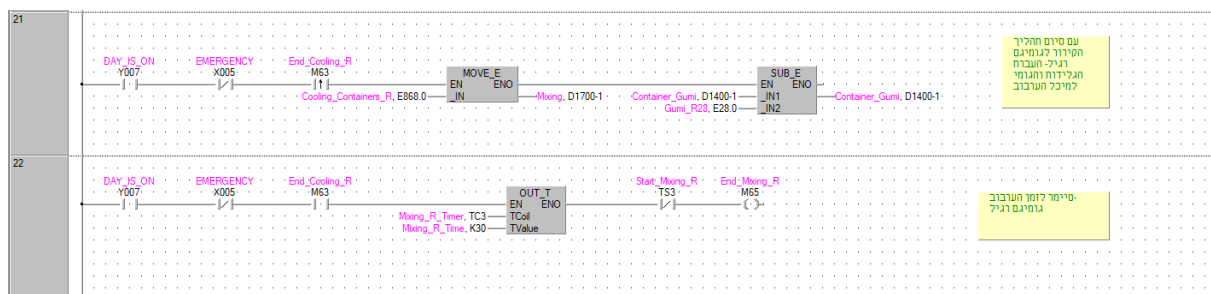 21
DAY_IS_ON EMERGENCY End_Cooling_R
Y007 X005 M63
MOVE_E SUB_E
EN ENO EN ENO
Cooling_Containers_R, E868.0 _IN Mixing, D1700-1 Container_Gumi, D1400-1 _IN1 Container_Gumi, D1400-1
Gumi_R28, E28.0 _IN2
עם סיום תהליך
הקירור לגומיגם
רגיל- העברת
הגלידות והגומי
למיכל הערבוב
22
DAY_IS_ON EMERGENCY End_Cooling_R Start_Mixing_R End_Mixing_R
Y007 X005 M63 TS3 M65
OUT_T
EN ENO
Mixing_R_Timer, TC3 TCoil
Mixing_R_Time, K30 TValue
-טיימר לזמן הערבוב
גומיגם רגיל